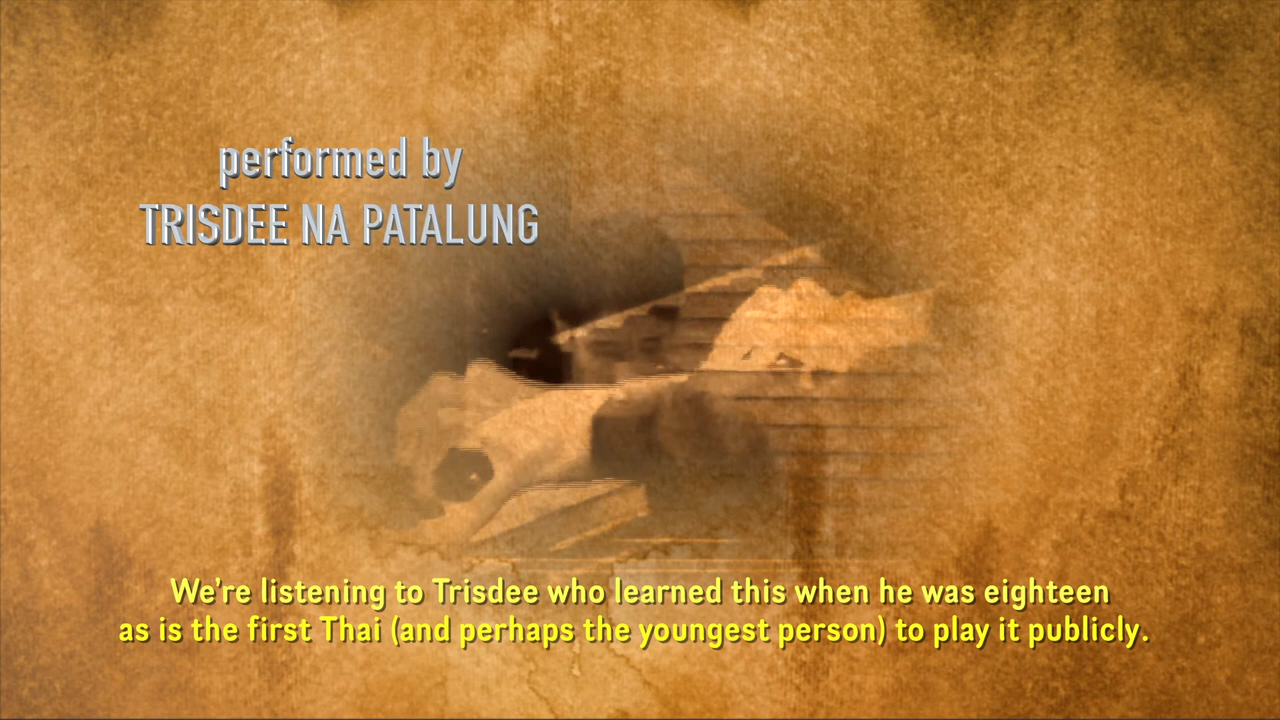 performed by
TRISDEE NA PATALUNG
We're listening to Trisdee who learned this when he was eighteen
as is the first Thai (and perhaps the youngest person) to play it publicly.